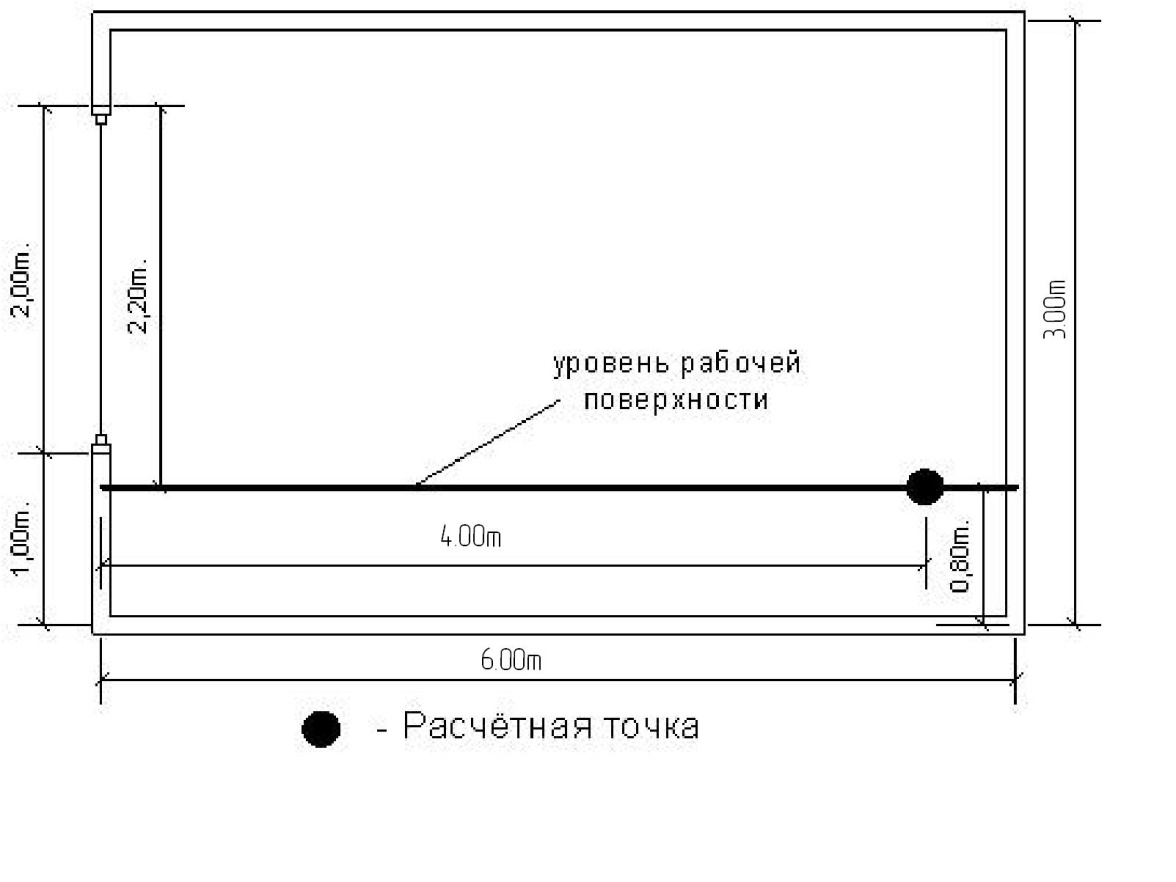 2,00m.
2,20m.
3.00m
уровень рабочей
поверхности
1,00m.
4.00m
0,80m.
6.00m
- Расчётная точка